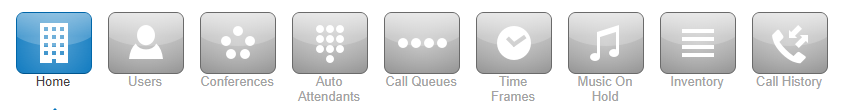 Home
Users
Conferences
Auto
Attendants
Call Queues
Time
Frames
Music On
Hold
Inventory
Call History